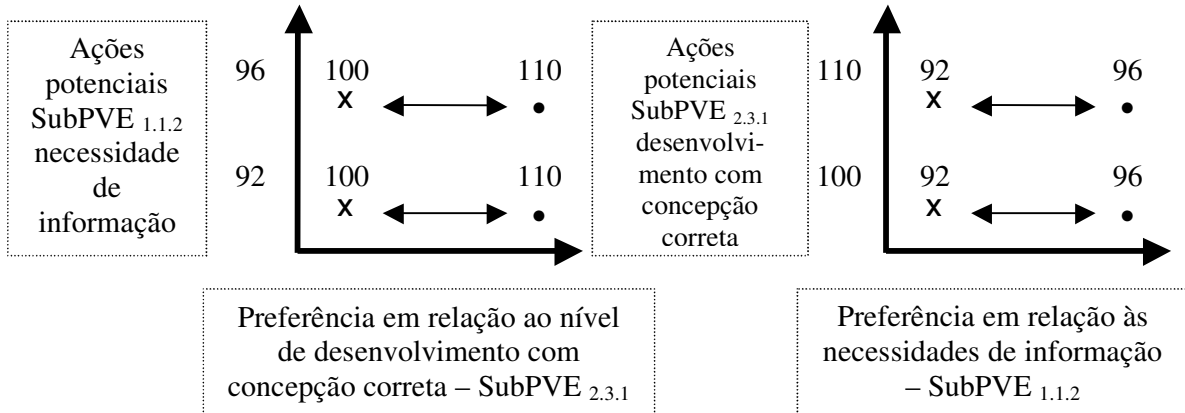 Ações
potenciais
SubPVE 1.1.2
necessidade
de
informação
96 100 110
x
92 100 110
x
Preferência em relação ao nível
de desenvolvimento com
concepção correta – SubPVE 2.3.1
Ações
potenciais
SubPVE 2.3.1
desenvolvi-
mento com
concepção
correta
110 92 96
x
100 92 96
x
Preferência em relação às
necessidades de informação
– SubPVE 1.1.2